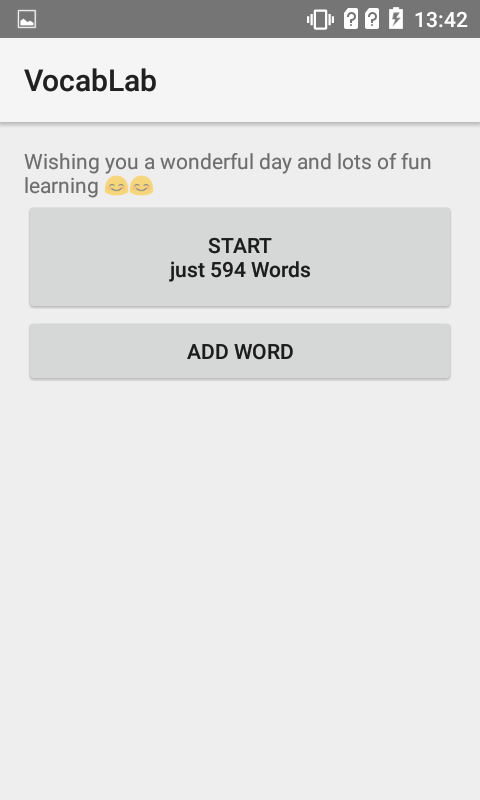 13:42
VocabLab
Wishing you a wonderful day and lots of fun
learning 😊😊
START
just 594 Words
ADD WORD